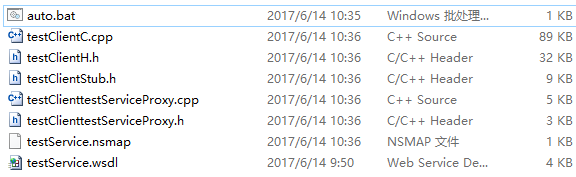 auto.bat 2017/6/14 10:35 Windows 批处理... 1 KB
testClientC.cpp 2017/6/14 10:36 C++ Source 89 KB
testClientH.h 2017/6/14 10:36 C/C++ Header 32 KB
testClientStub.h 2017/6/14 10:36 C/C++ Header 9 KB
testClienttestServiceProxy.cpp 2017/6/14 10:36 C++ Source 5 KB
testClienttestServiceProxy.h 2017/6/14 10:36 C/C++ Header 3 KB
testService.nsmap 2017/6/14 10:36 NSMAP 文件 1 KB
testService.wsdl 2017/6/14 9:50 Web Service De... 4 KB